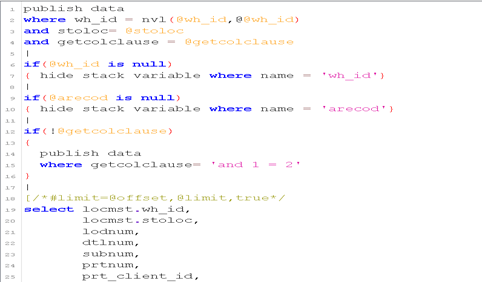 1 publish data
2 where wh_id = nvl(@wh_id,@@wh_id)
3 and stoloc= @stoloc
4 and getcolclause = @getcolclause
5 |
6 if(@wh_id is null)
7 { hide stack variable where name = 'wh_id'}
8 |
9 if(@arecod is null)
10 { hide stack variable where name = 'arecod'}
11 |
12 if(!@getcolclause)
13 {
14 publish data
15 where getcolclause= 'and 1 = 2'
16 }
17 |
18 [/*#limit=@offset,@limit,true*/
19 select locmst.wh_id,
20 locmst.stoloc,
21 lodnum,
22 dtlnum,
23 subnum,
24 prtnum,
25 prt_client_id,